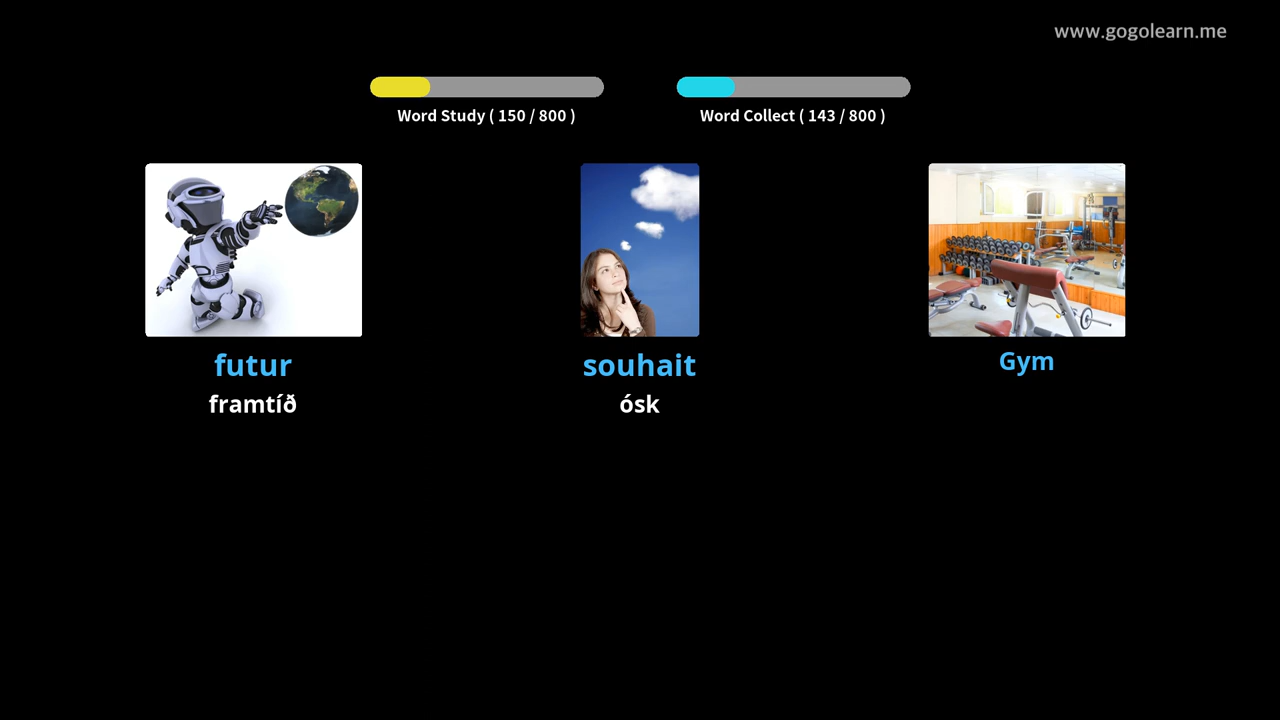 www.gogolearn.me
Word Study ( 150 / 800 )
Word Collect ( 143 / 800 )
futur
framtíð
souhait
ósk
Gym